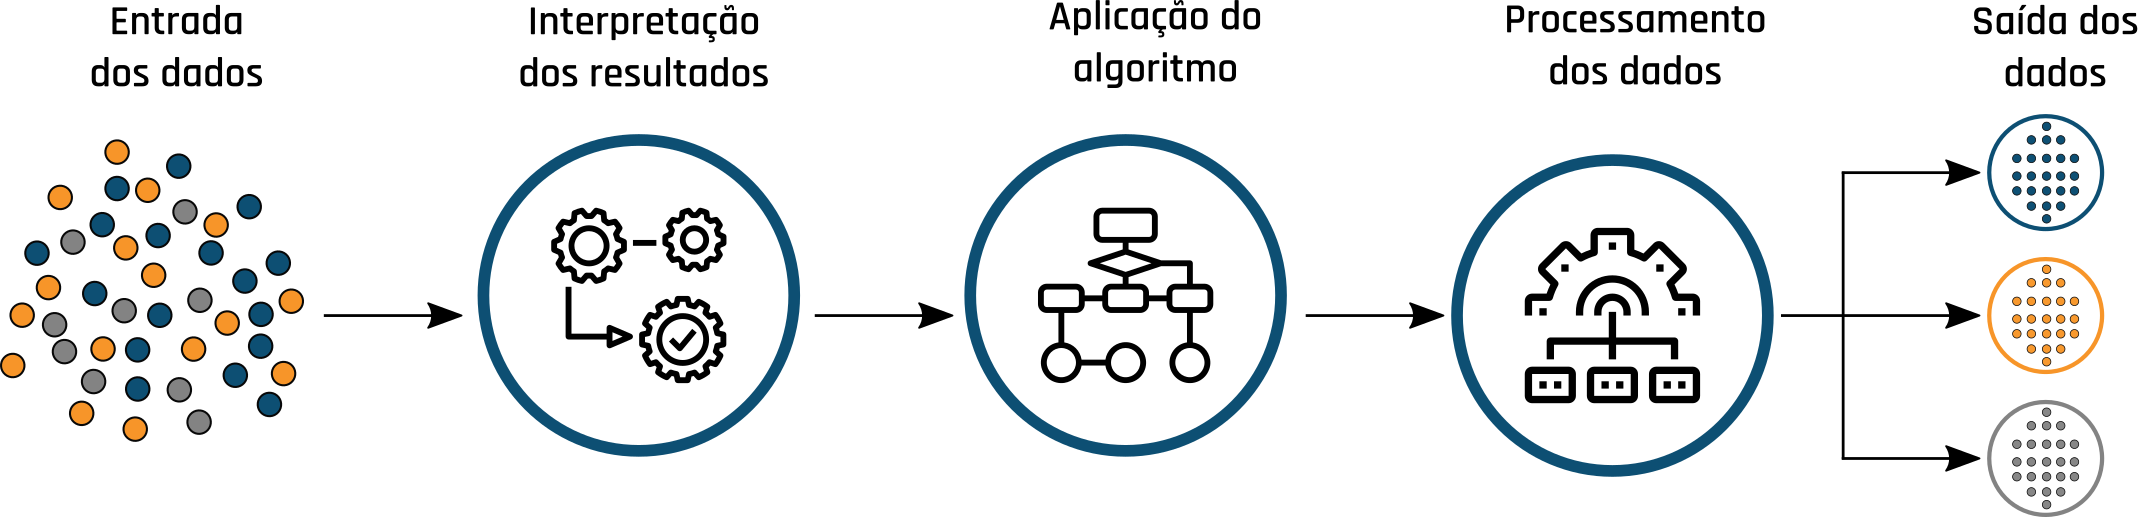 Entrada
dos dados
Interpretação
dos resultados
Aplicação do
algoritmo
Processamento
dos dados
Saída dos
dados